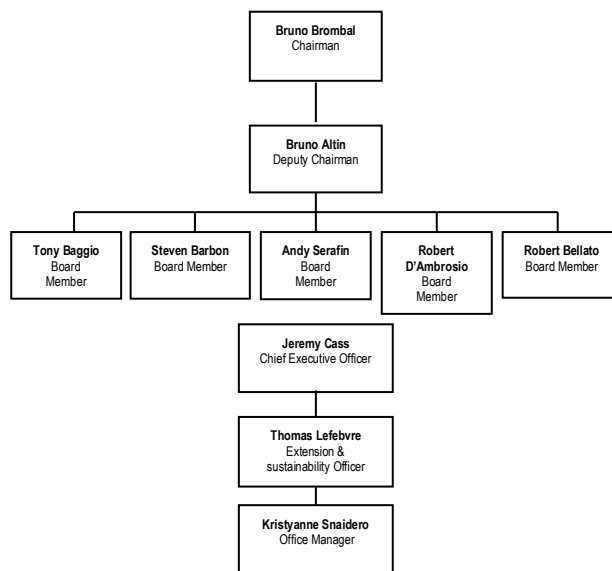 Bruno Brombal
Chairman
Bruno Altin
Deputy Chairman
Tony Baggio
Board
Member
Steven Barbon
Board Member
Andy Serafin
Board
Member
Robert
D'Ambrosio
Board
Member
Robert Bellato
Board Member
Jeremy Cass
Chief Executive Officer
Thomas Lefebvre
Extension &
sustainability Officer
Kristyanne Snaidero
Office Manager